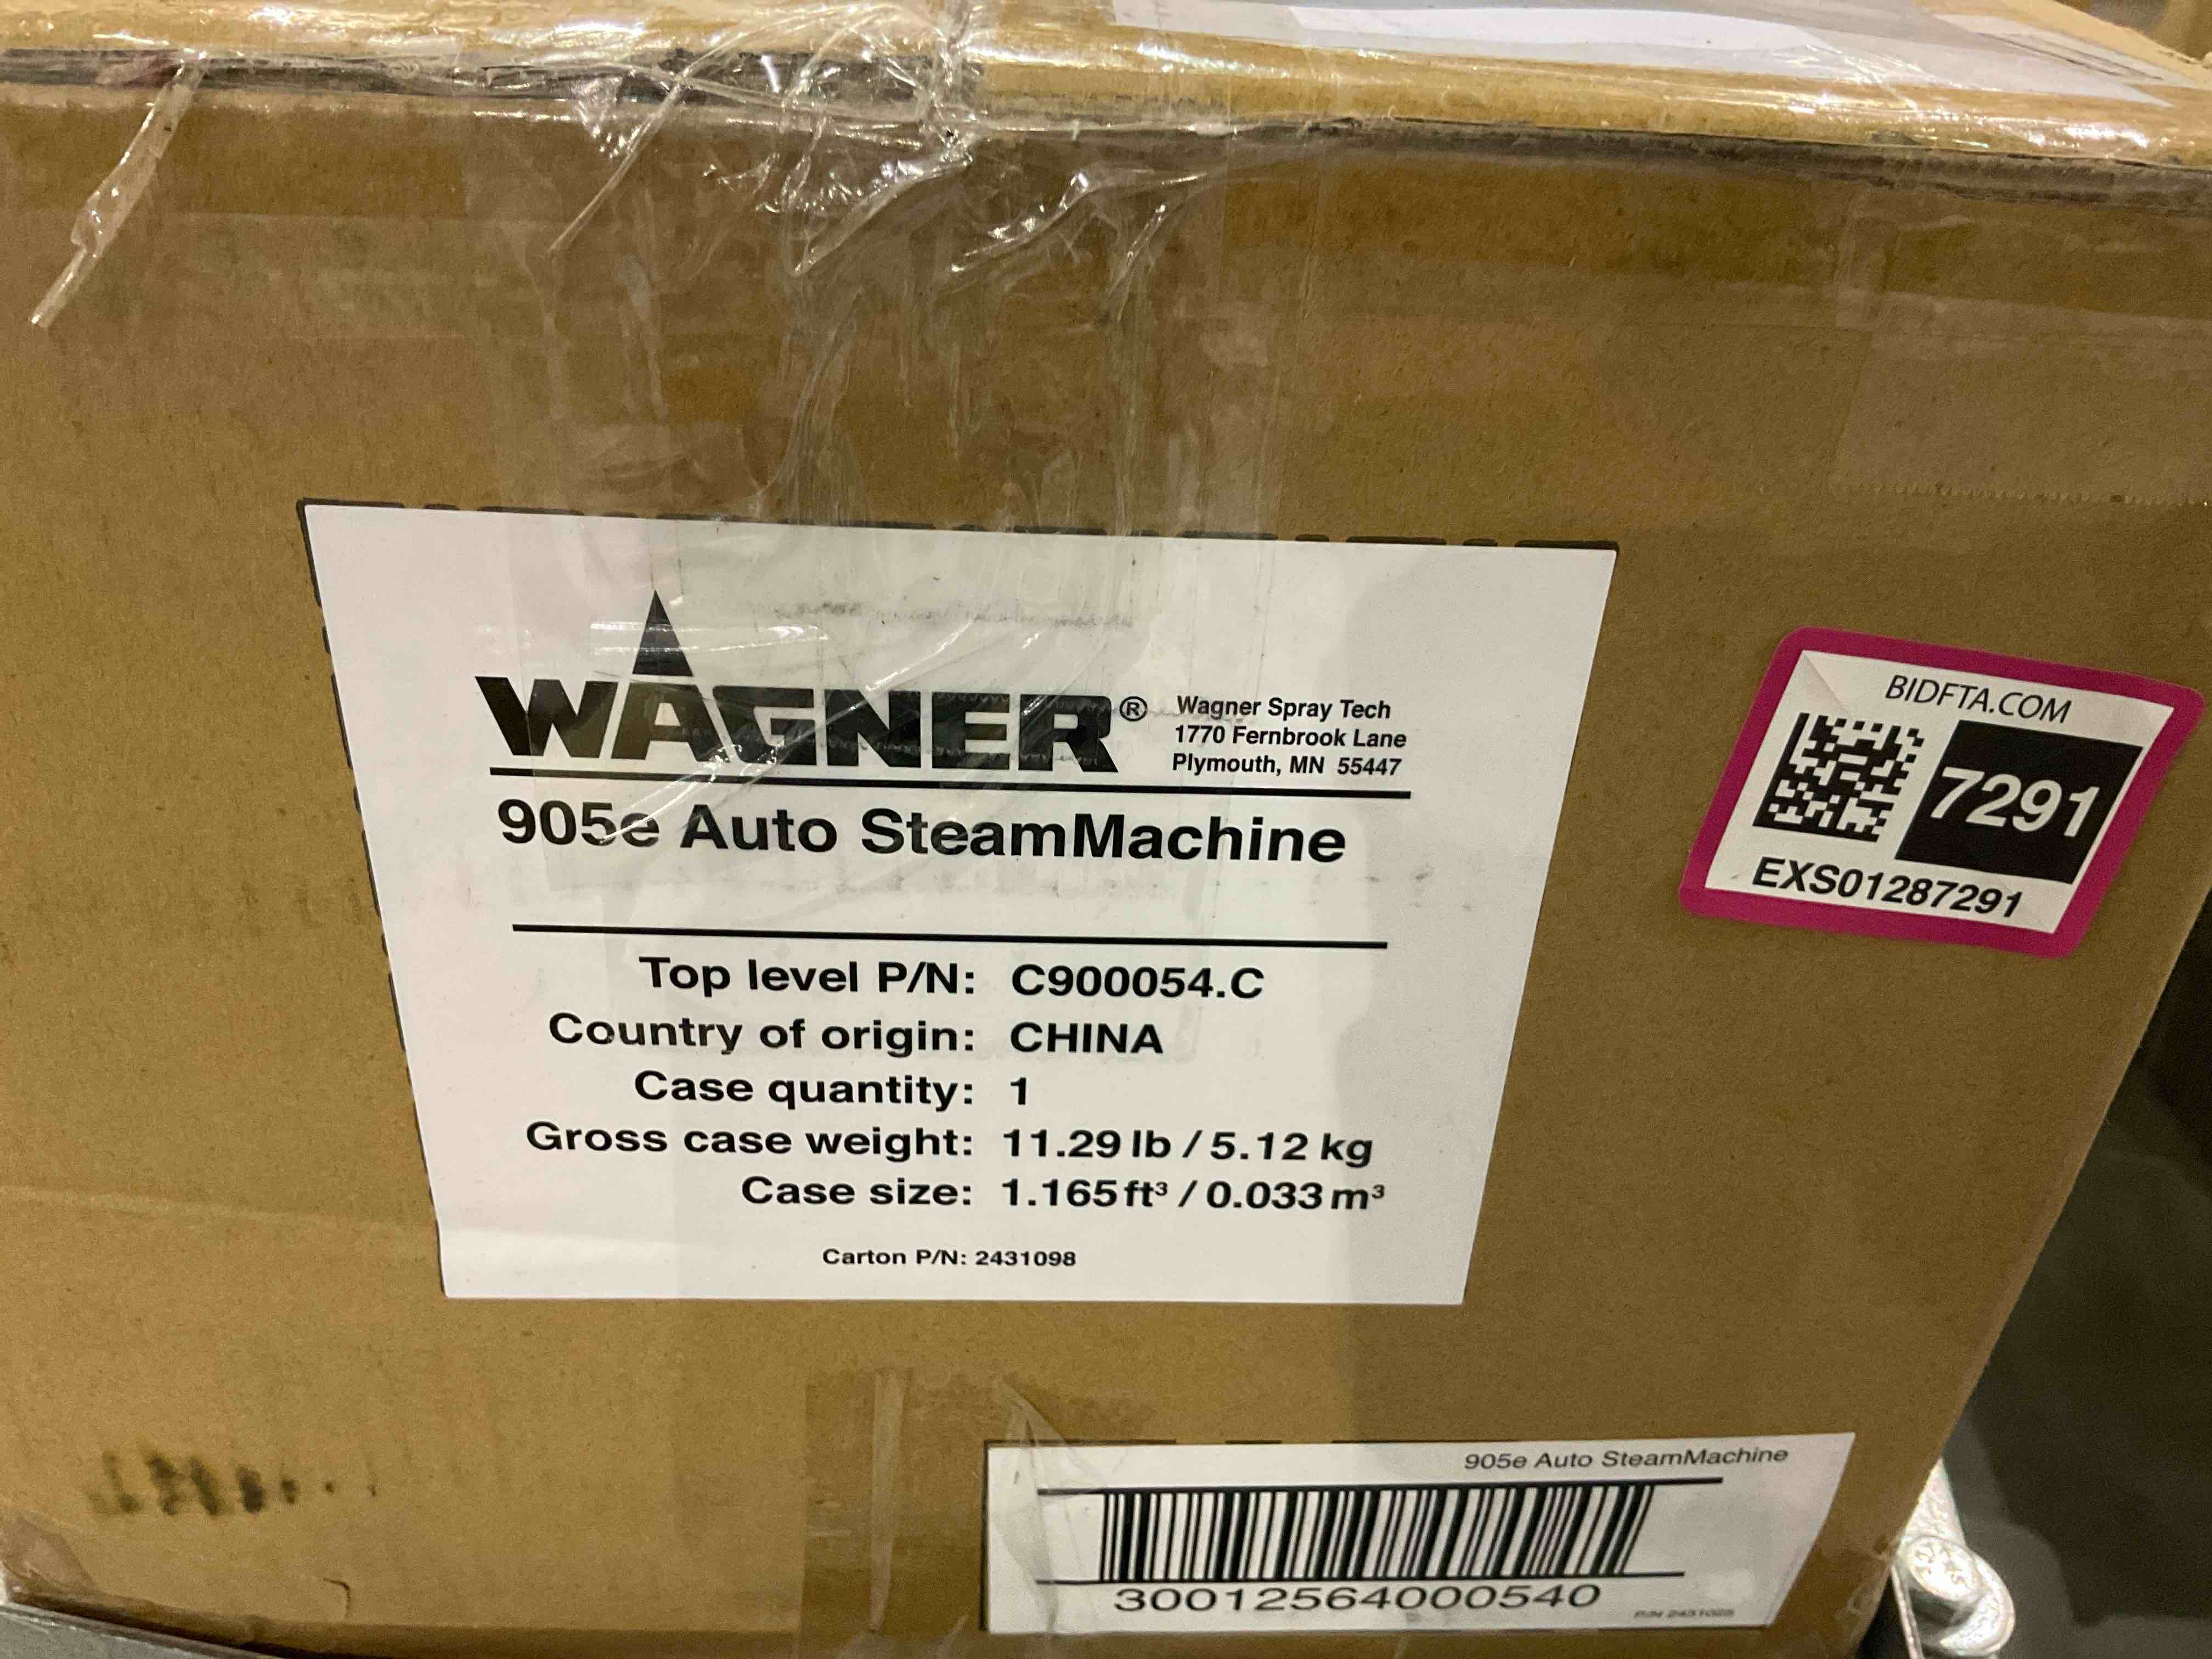 WAGNER®
Wagner Spray Tech
1770 Fernbrook Lane
Plymouth, MN 55447
905e Auto SteamMachine
Top level P/N: C900054.C
Country of origin: CHINA
Case quantity: 1
Gross case weight: 11.29 lb / 5.12 kg
Case size: 1.165 ft³ / 0.033 m³
Carton P/N: 2431098
BIDFTA.COM
7291
EXS01287291
905e Auto SteamMachine
30012564000540